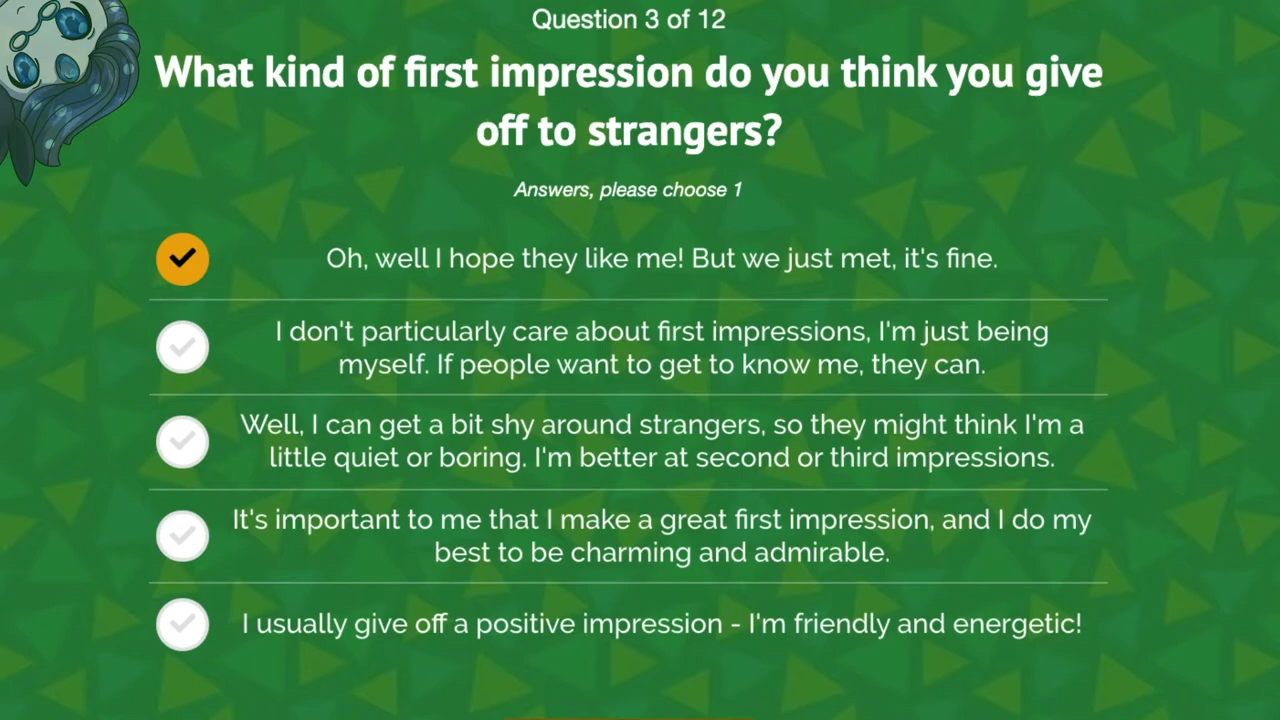 Question 3 of 12
What kind of first impression do you think you give
off to strangers?
Answers, please choose 1
Oh, well I hope they like me! But we just met, it's fine.
I don't particularly care about first impressions, I'm just being
myself. If people want to get to know me, they can.
Well, I can get a bit shy around strangers, so they might think I'm a
little quiet or boring. I'm better at second or third impressions.
It's important to me that I make a great first impression, and I do my
best to be charming and admirable.
I usually give off a positive impression - I'm friendly and energetic!